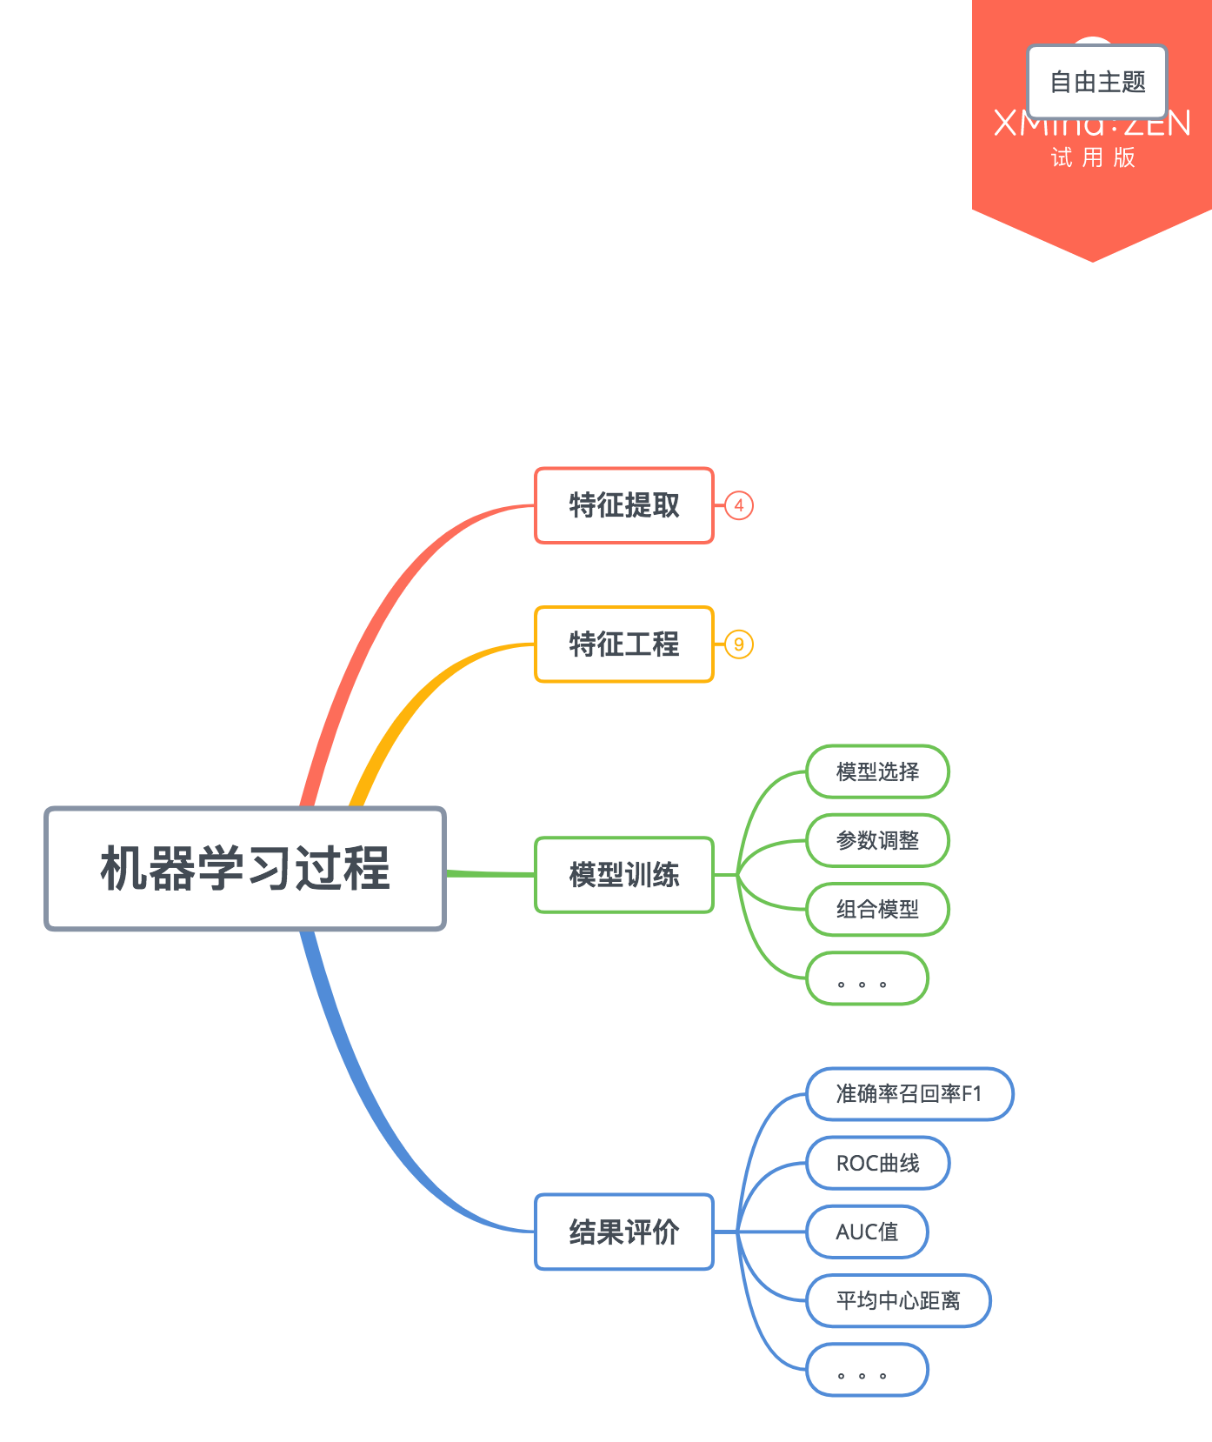 自由主题
XMind:ZEN
试用版
特征提取
4
特征工程
9
模型选择
参数调整
机器学习过程
模型训练
组合模型
。。。
准确率召回率F1
ROC曲线
结果评价
AUC值
平均中心距离
。。。